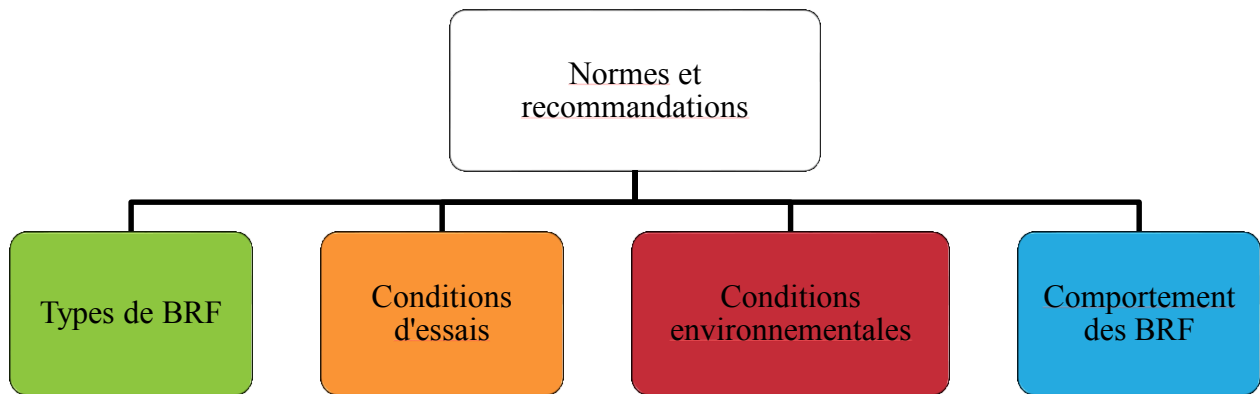 Normes et
recommandations
Types de BRF
Conditions
d'essais
Conditions
environnementales
Comportement
des BRF